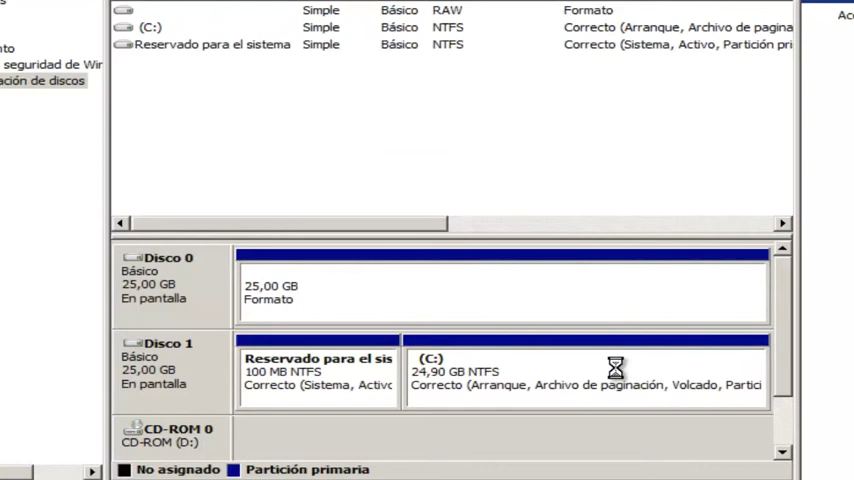 Simple Básico RAW Formato
(C:) Simple Básico NTFS Correcto (Arranque, Archivo de pagina
Reservado para el sistema Simple Básico NTFS Correcto (Sistema, Activo, Partición pri
nto
seguridad de Wir
ación de discos
Ac
Disco 0
Básico
25,00 GB
En pantalla
25,00 GB
Formato
Disco 1
Básico
25,00 GB
En pantalla
Reservado para el sis
100 MB NTFS
Correcto (Sistema, Activo
(C:)
24,90 GB NTFS
Correcto (Arranque, Archivo de paginación, Volcado, Partici
CD-ROM 0
CD-ROM (D:)
No asignado Partición primaria